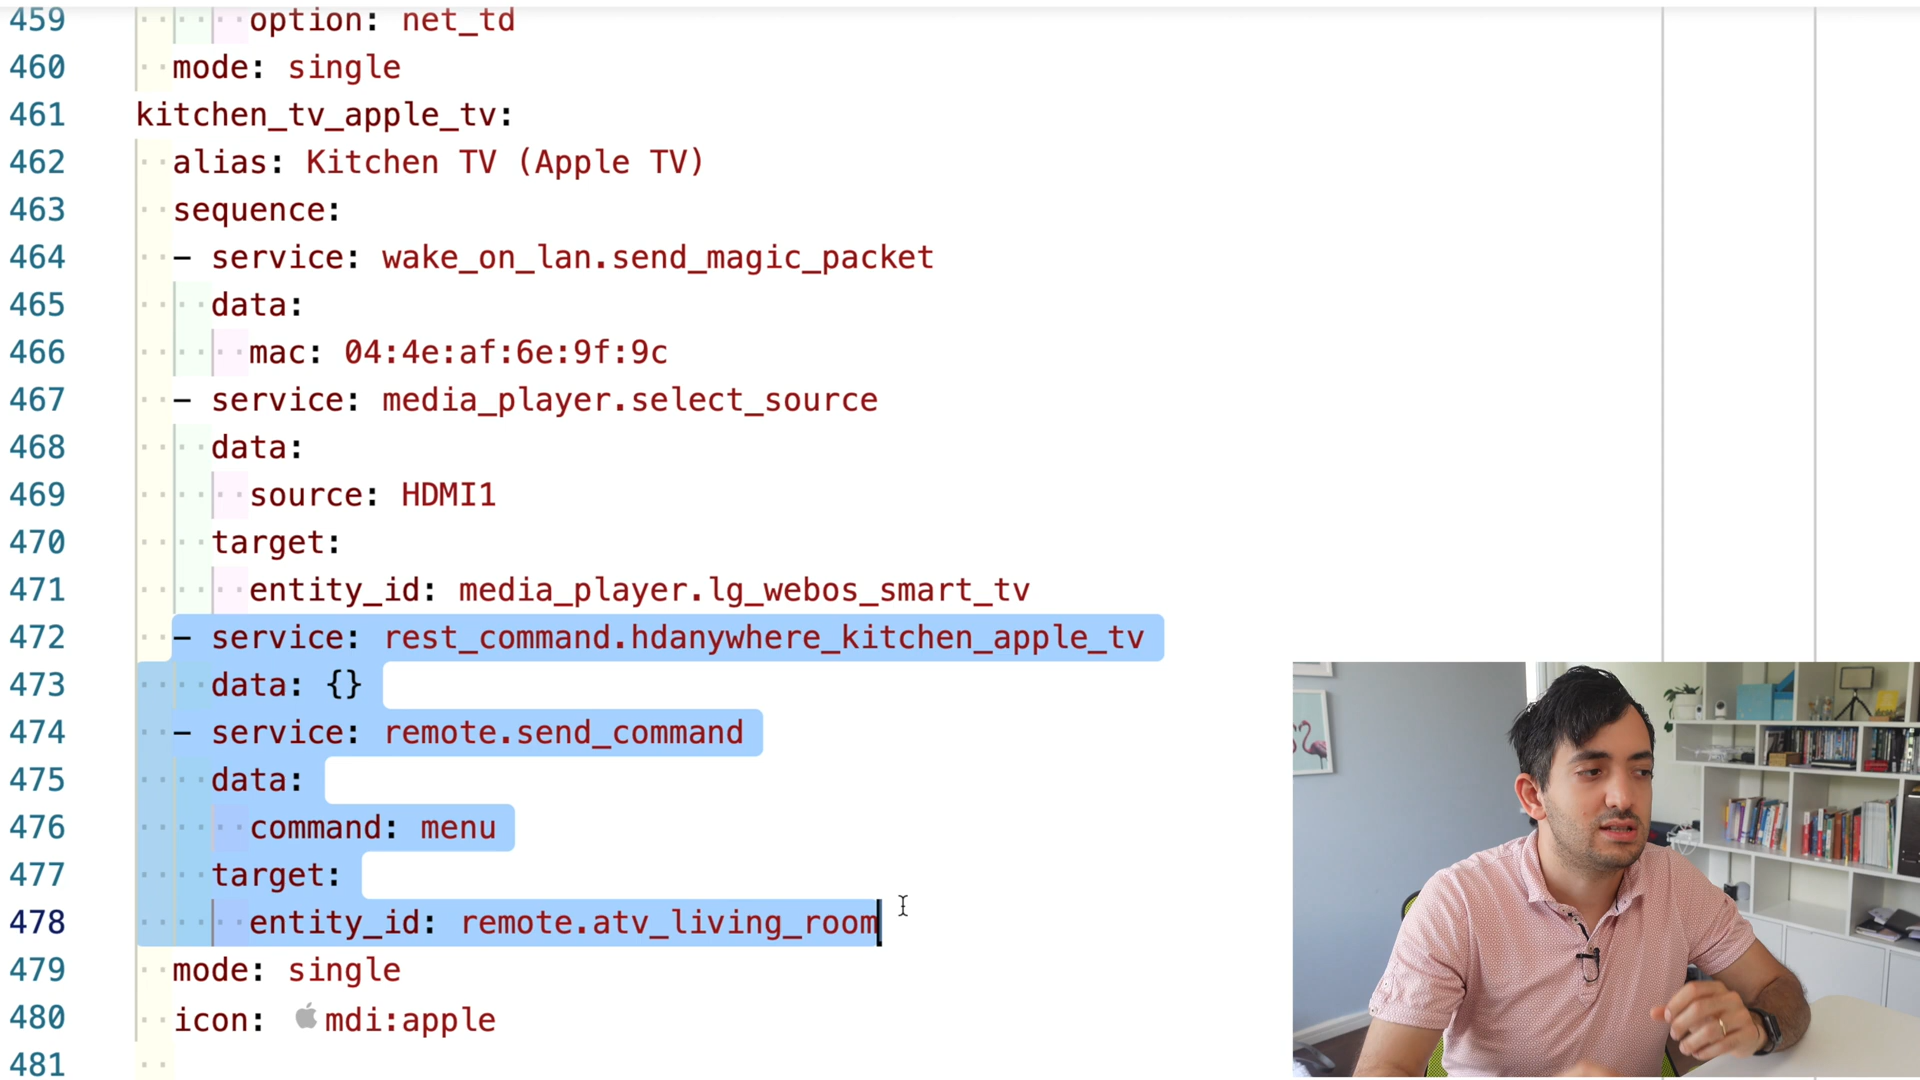 459 option: net_td
460 mode: single
461 kitchen_tv_apple_tv:
462 alias: Kitchen TV (Apple TV)
463 sequence:
464 - service: wake_on_lan.send_magic_packet
465 data:
466 mac: 04:4e:af:6e:9f:9c
467 - service: media_player.select_source
468 data:
469 source: HDMI1
470 target:
471 entity_id: media_player.lg_webos_smart_tv
472 - service: rest_command.hdanywhere_kitchen_apple_tv
473 data: {}
474 - service: remote.send_command
475 data:
476 command: menu
477 target:
478 entity_id: remote.atv_living_room
479 mode: single
480 icon: mdi:apple
481